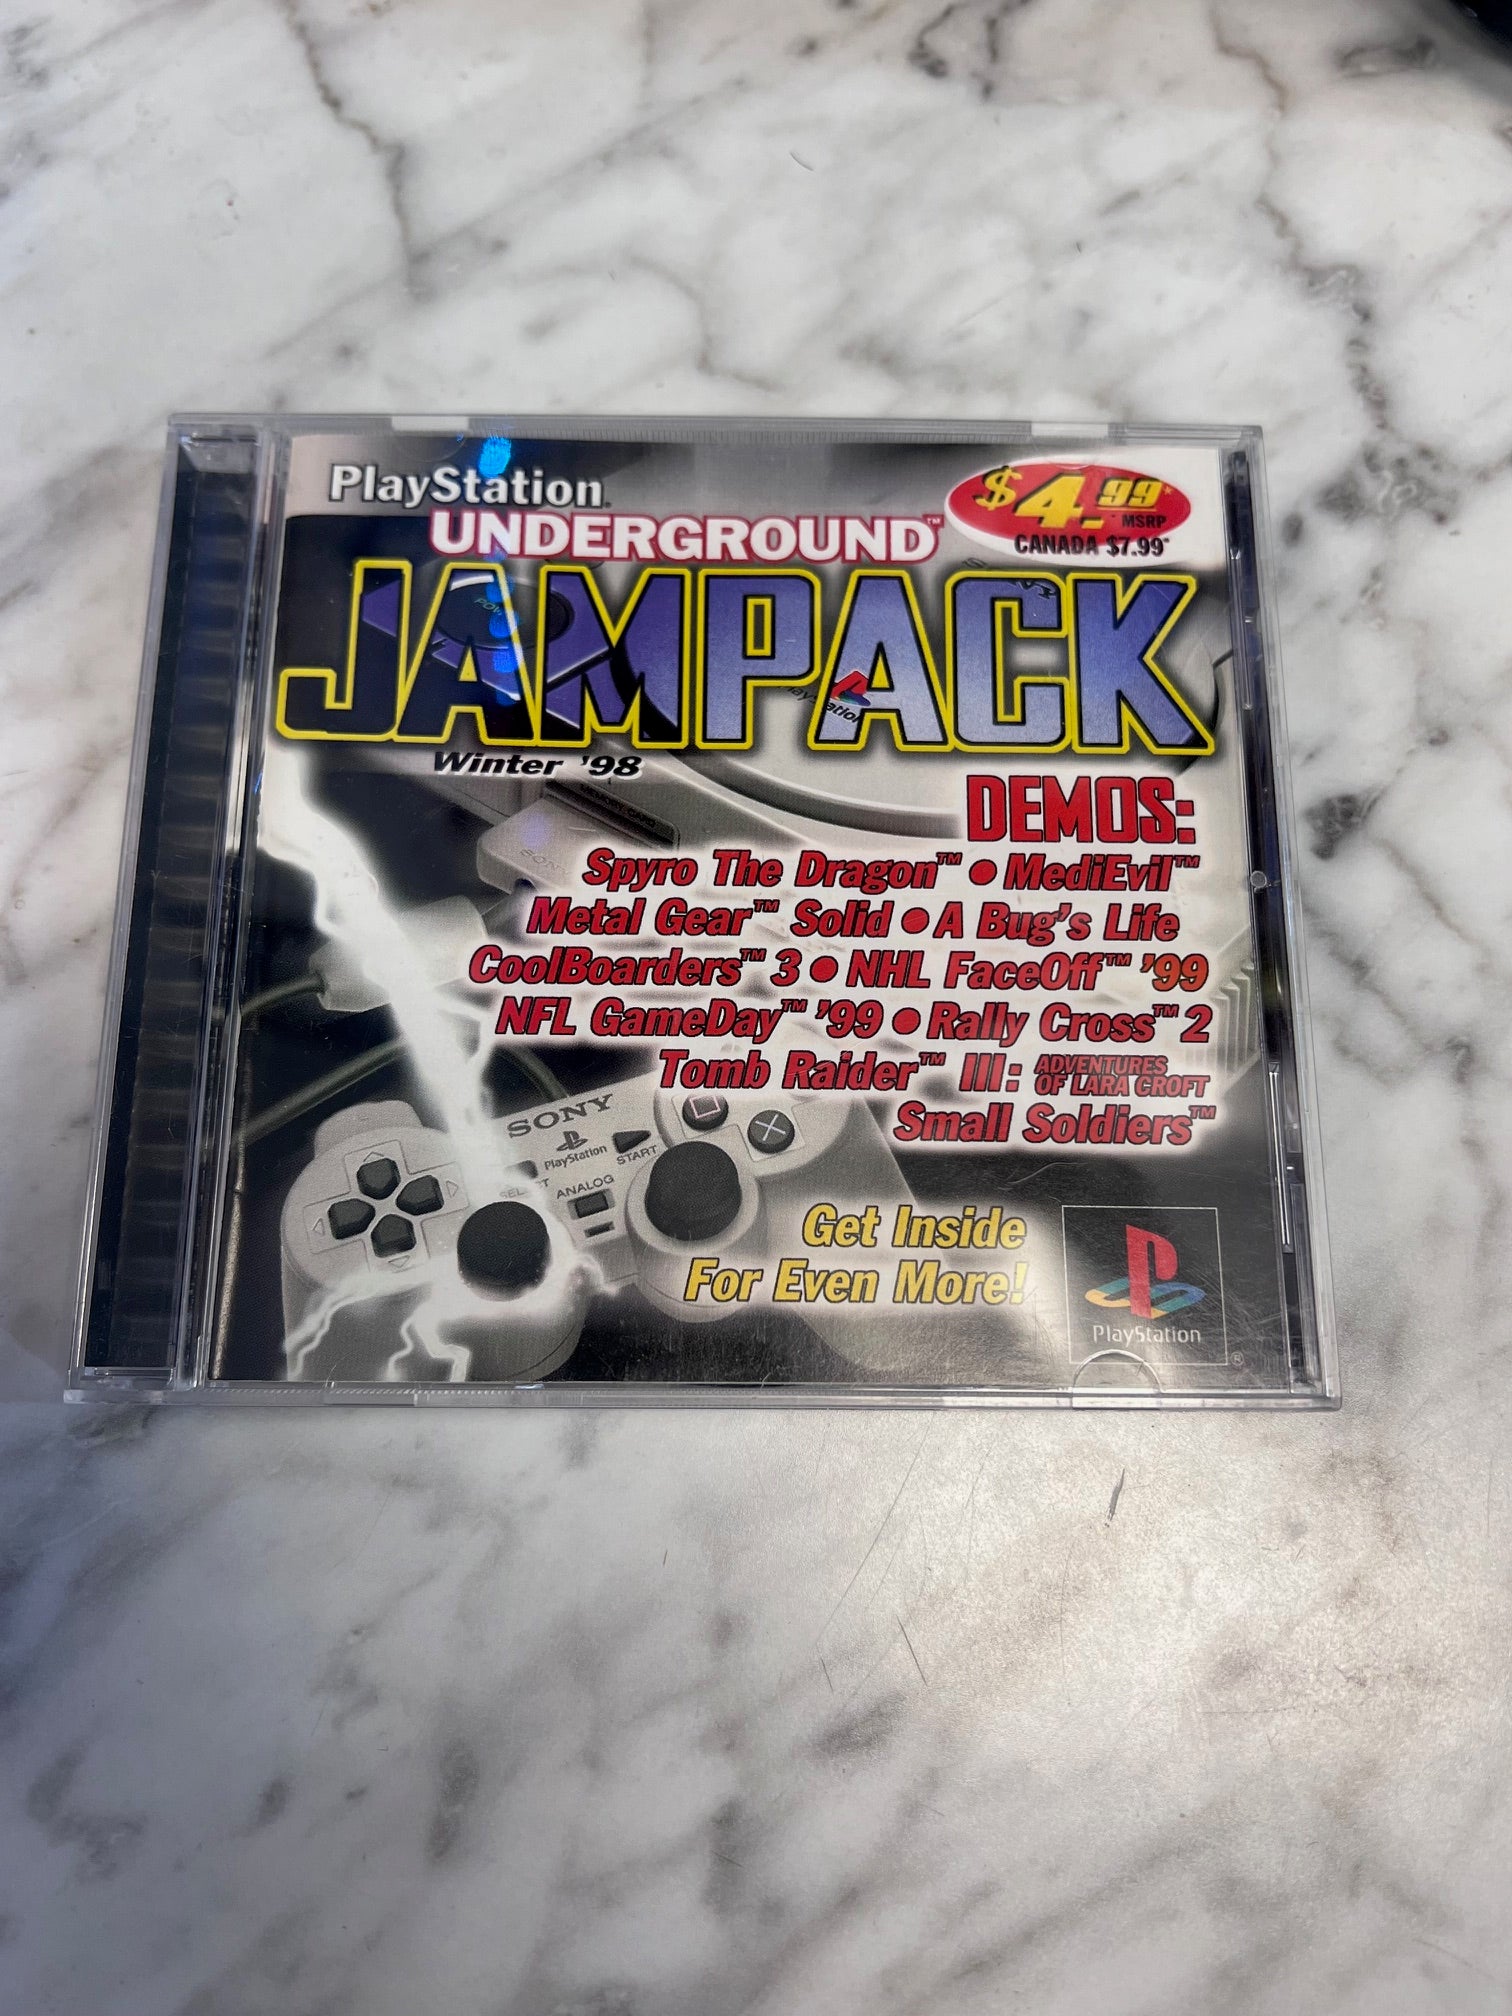 PlayStation
UNDERGROUND™
$4.99*
MSRP
CANADA $7.99*
JAMPACK
Winter '98
DEMOS:
Spyro The Dragon™ • MediEvil™
Metal Gear™ Solid • A Bug's Life
CoolBoarders™ 3 • NHL FaceOff™ '99
NFL GameDay™ '99 • Rally Cross™ 2
Tomb Raider™ III: ADVENTURES
OF LARA CROFT
Small Soldiers™
SONY
PlayStation
START
SELECT
ANALOG
Get Inside
For Even More!
PlayStation
®